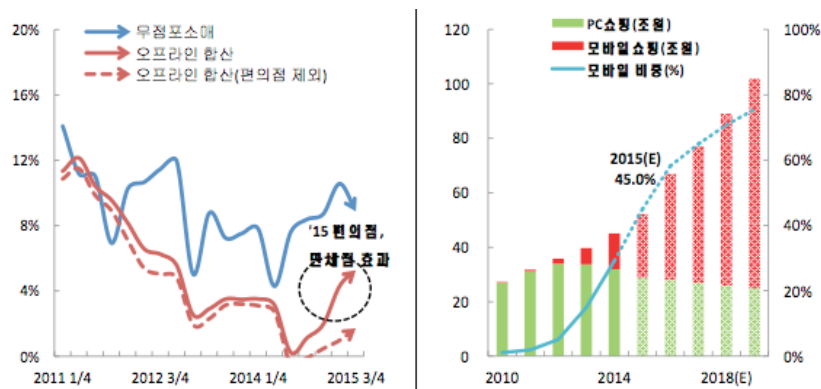 20%
무점포소매
오프라인 합산
오프라인 합산(편의점 제외)
16%
12%
8%
'15 편의점,
면세점 효과
4%
0%
2011 1/4 2012 3/4 2014 1/4 2015 3/4
120 100%
PC쇼핑(조원)
모바일쇼핑(조원)
모바일 비중(%)
100
80%
80
2015(E)
45.0%
60%
60
40%
40
20%
20
0 0%
2010 2014 2018(E)